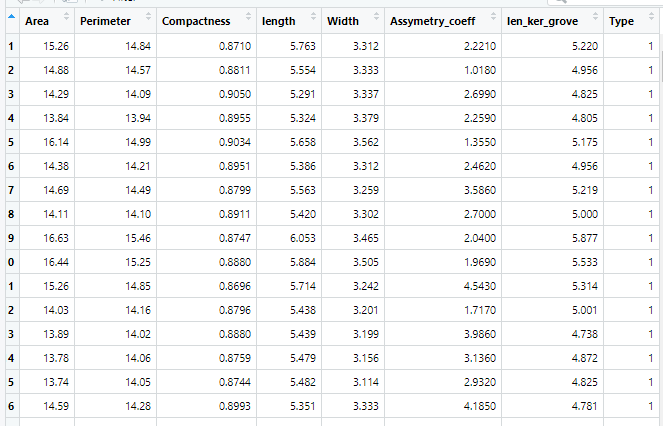 Area Perimeter Compactness length Width Assymetry_coeff len_ker_grove Type
1 15.26 14.84 0.8710 5.763 3.312 2.2210 5.220 1
2 14.88 14.57 0.8811 5.554 3.333 1.0180 4.956 1
3 14.29 14.09 0.9050 5.291 3.337 2.6990 4.825 1
4 13.84 13.94 0.8955 5.324 3.379 2.2590 4.805 1
5 16.14 14.99 0.9034 5.658 3.562 1.3550 5.175 1
6 14.38 14.21 0.8951 5.386 3.312 2.4620 4.956 1
7 14.69 14.49 0.8799 5.563 3.259 3.5860 5.219 1
8 14.11 14.10 0.8911 5.420 3.302 2.7000 5.000 1
9 16.63 15.46 0.8747 6.053 3.465 2.0400 5.877 1
0 16.44 15.25 0.8880 5.884 3.505 1.9690 5.533 1
1 15.26 14.85 0.8696 5.714 3.242 4.5430 5.314 1
2 14.03 14.16 0.8796 5.438 3.201 1.7170 5.001 1
3 13.89 14.02 0.8880 5.439 3.199 3.9860 4.738 1
4 13.78 14.06 0.8759 5.479 3.156 3.1360 4.872 1
5 13.74 14.05 0.8744 5.482 3.114 2.9320 4.825 1
6 14.59 14.28 0.8993 5.351 3.333 4.1850 4.781 1